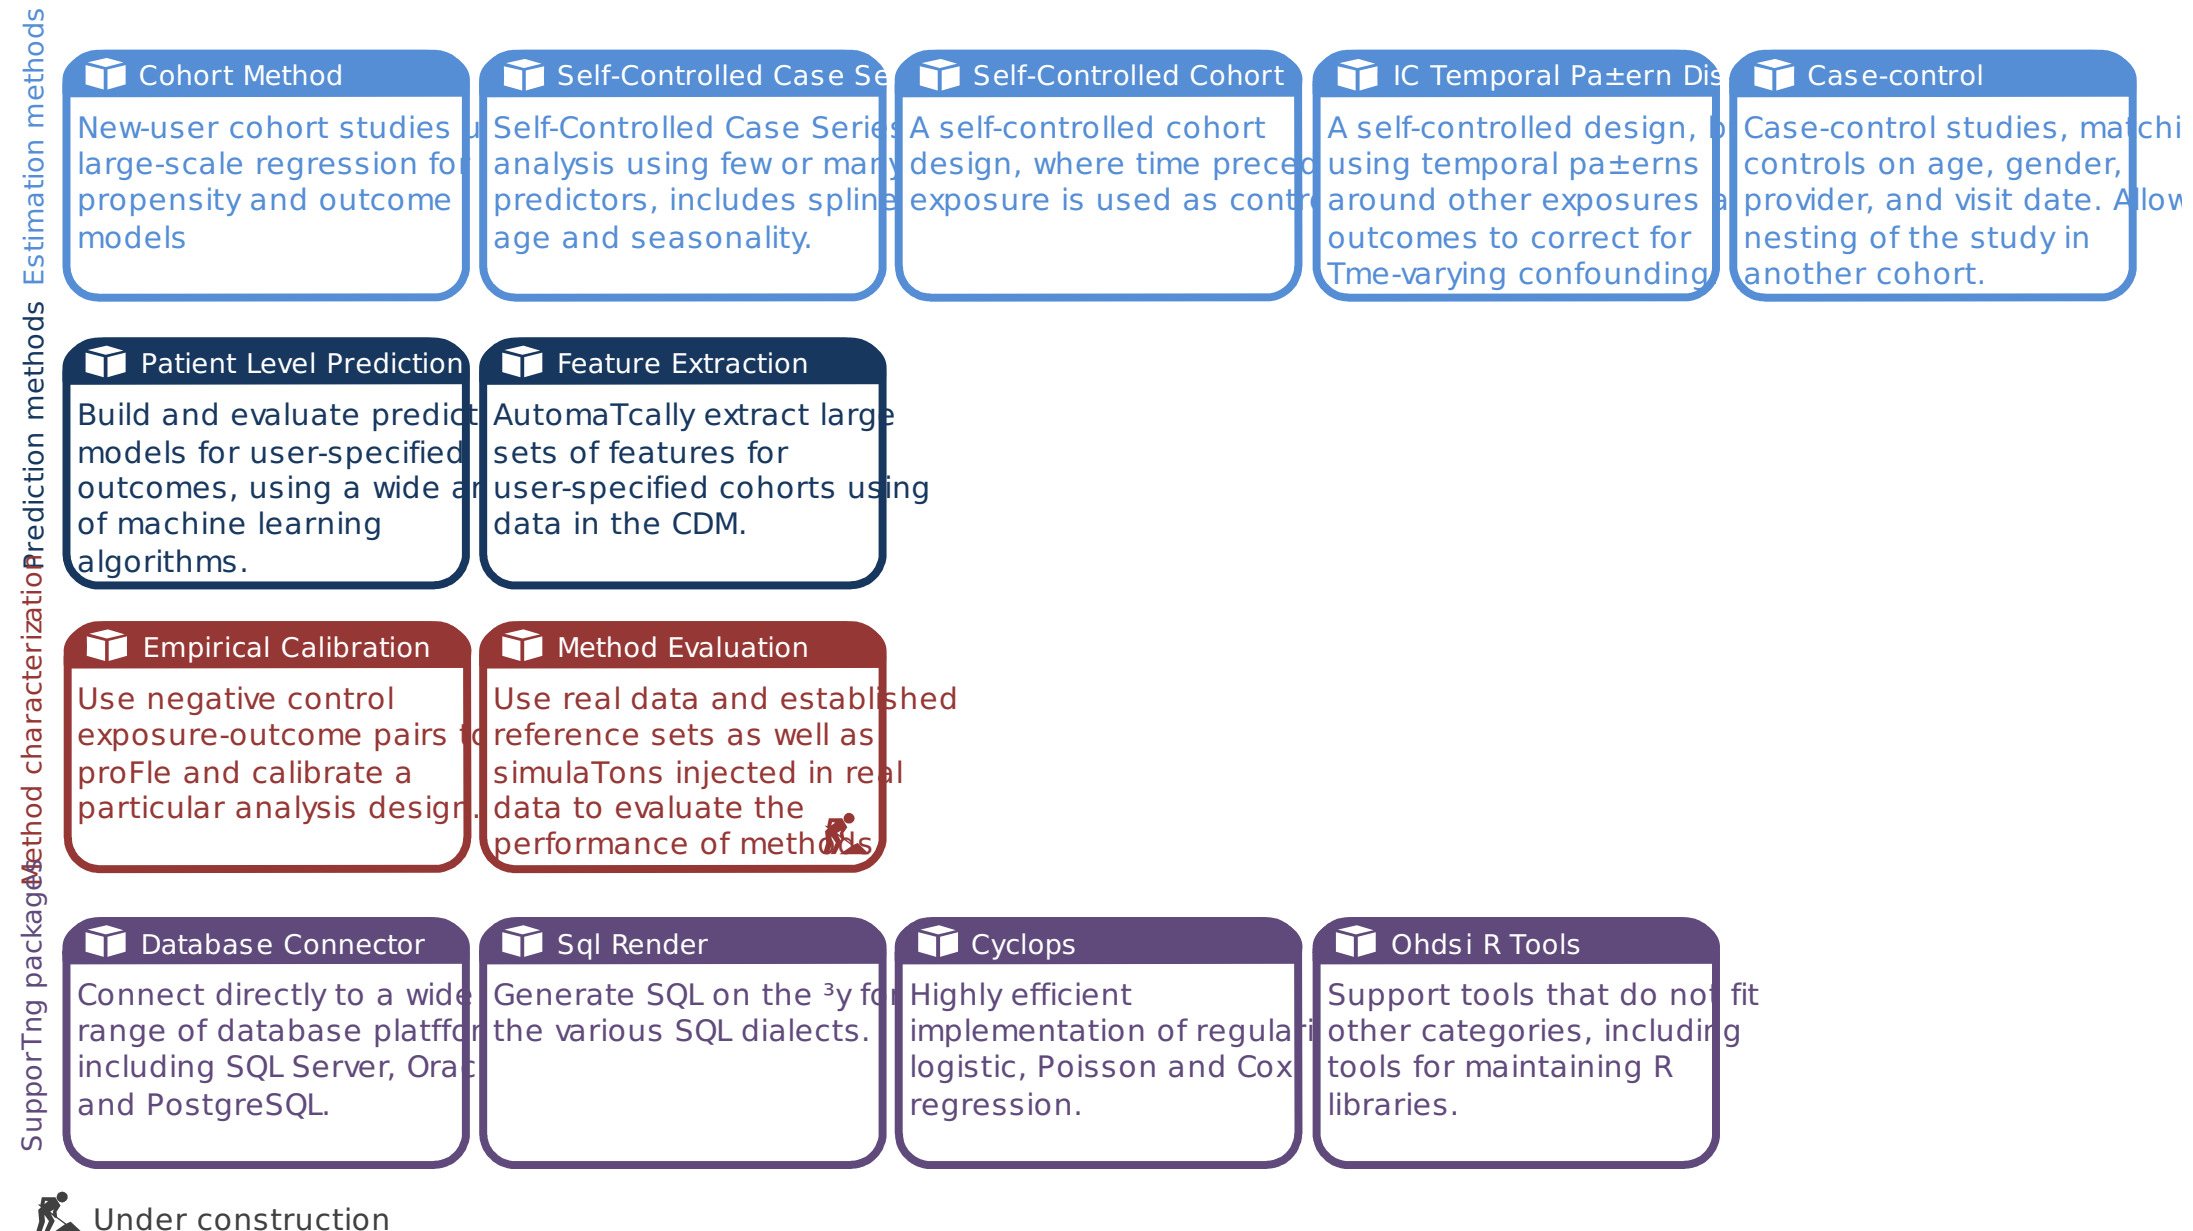 Estimation methods
Cohort Method
New-user cohort studies u
large-scale regression for
propensity and outcome
models
Self-Controlled Case Se
Self-Controlled Case Series
analysis using few or many
predictors, includes spline
age and seasonality.
Self-Controlled Cohort
A self-controlled cohort
design, where time preced
exposure is used as contr
IC Temporal Pa±ern Dis
A self-controlled design, b
using temporal pa±erns
around other exposures a
outcomes to correct for
Tme-varying confounding
Case-control
Case-control studies, matchi
controls on age, gender,
provider, and visit date. Allow
nesting of the study in
another cohort.
Prediction methods
Patient Level Prediction
Build and evaluate predict
models for user-specified
outcomes, using a wide ar
of machine learning
algorithms.
Feature Extraction
AutomaTcally extract large
sets of features for
user-specified cohorts using
data in the CDM.
Method characterization
Empirical Calibration
Use negative control
exposure-outcome pairs to
proFle and calibrate a
particular analysis design.
Method Evaluation
Use real data and established
reference sets as well as
simulaTons injected in real
data to evaluate the
performance of methods
SupporTng packages
Database Connector
Connect directly to a wide
range of database platffor
including SQL Server, Orac
and PostgreSQL.
Sql Render
Generate SQL on the ³y for
the various SQL dialects.
Cyclops
Highly efficient
implementation of regulari
logistic, Poisson and Cox
regression.
Ohdsi R Tools
Support tools that do not fit
other categories, including
tools for maintaining R
libraries.
Under construction